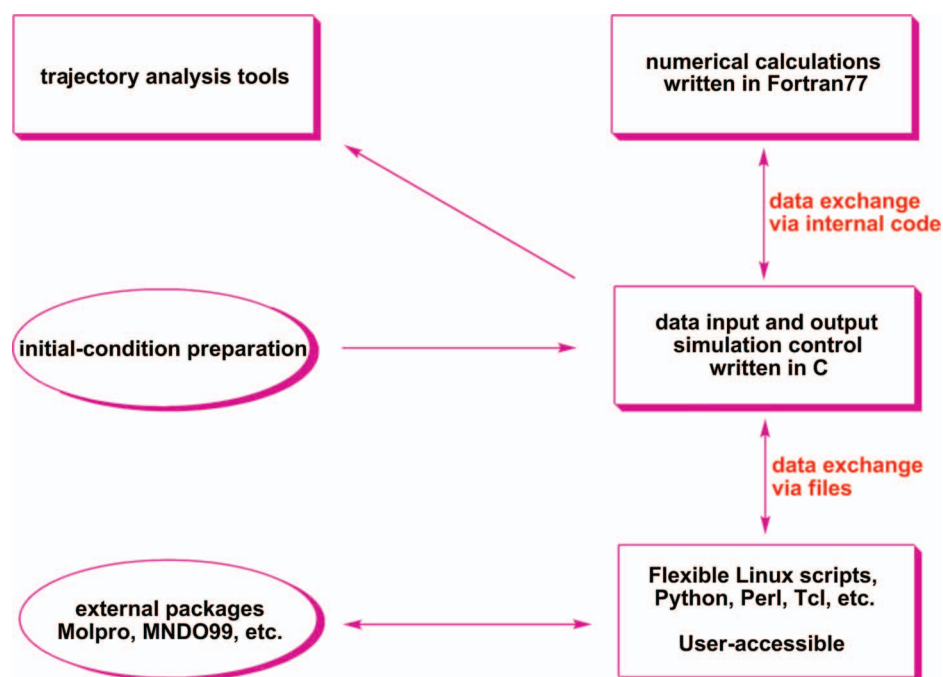 trajectory analysis tools
numerical calculations
written in Fortran77
data exchange
via internal code
initial-condition preparation
data input and output
simulation control
written in C
data exchange
via files
external packages
Molpro, MNDO99, etc.
Flexible Linux scripts,
Python, Perl, Tcl, etc.
User-accessible